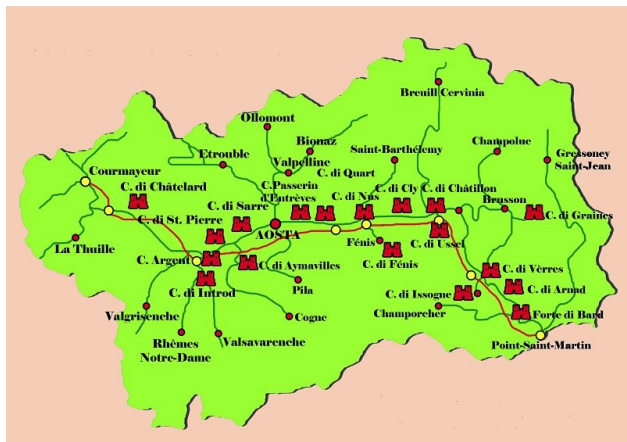 Breuill Cervinia
Ollomont
Bionaz
Etrouble
Valpelline
Saint-Barthélemy
Champolue
Gressoney
Saint-Jean
Courmayeur
C. di Châtelard
C. di Quart
C.Passerin
d'Entrèves
C. di Nus
C. di Cly
C. di Châtillon
Brusson
C. di Sarre
C. di St. Pierre
C. di Graines
AOSTA
La Thuille
C. Argent
Fénis
C. di Ussel
C. di Aymavilles
C. di Fénis
C. di Introd
Pila
C. di Vèrres
C. di Issogne
C. di Arnad
Valgrisenche
Cogne
Champorcher
Forte di Bard
Rhêmes
Notre-Dame
Valsavarenche
Point-Saint-Martin